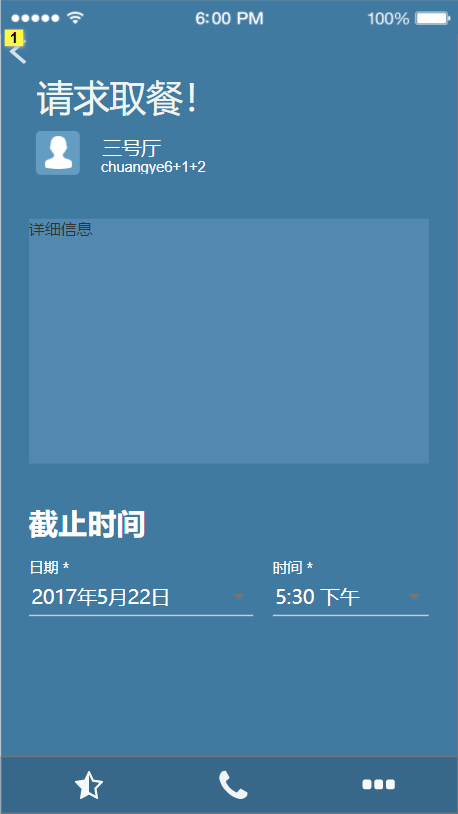 6:00 PM 100%
1
请求取餐！
三号厅
chuangye6+1+2
详细信息
截止时间
日期 * 时间 *
2017年5月22日 5:30 下午